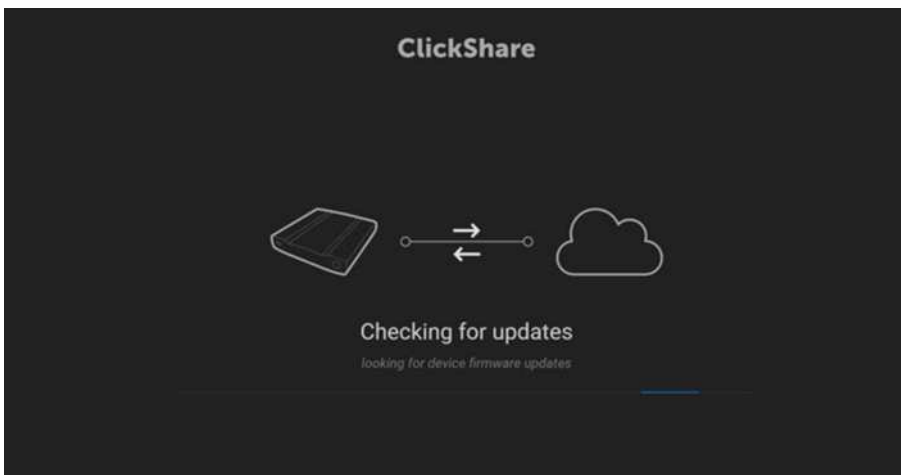 ClickShare
Checking for updates
looking for device firmware updates